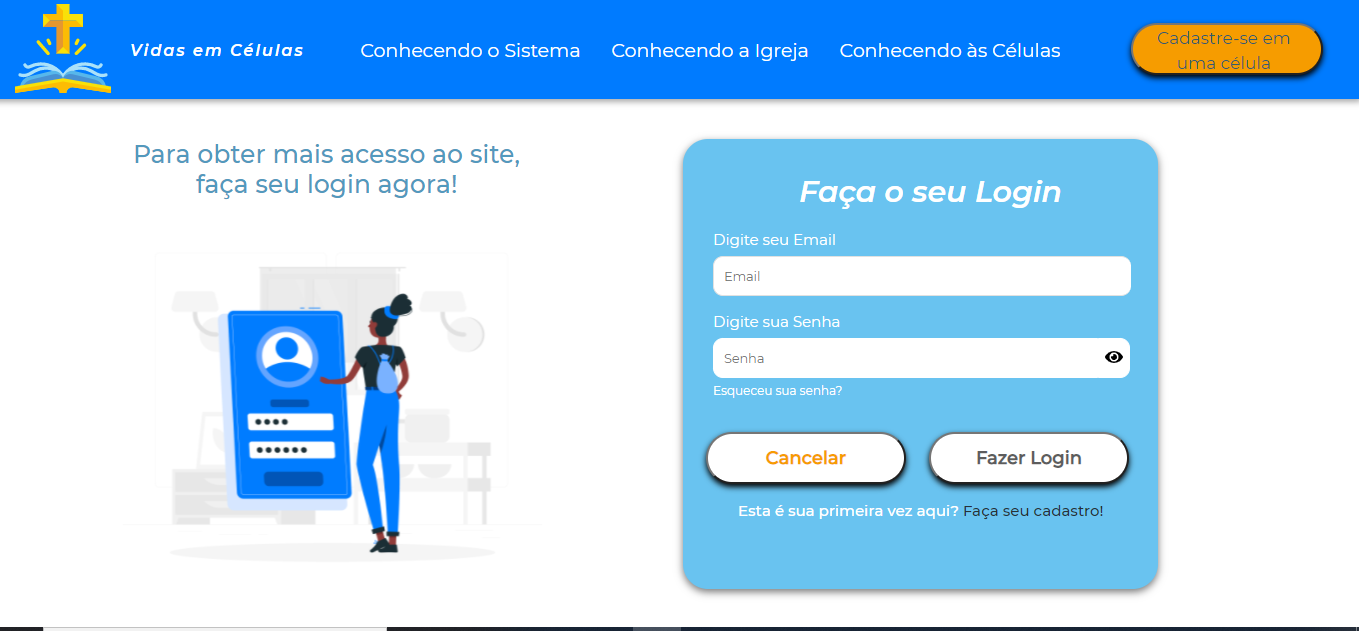 Vidas em Células
Conhecendo o Sistema
Conhecendo a Igreja
Conhecendo às Células
Cadastre-se em
uma célula
Para obter mais acesso ao site,
faça seu login agora!
Faça o seu Login
Digite seu Email
Email
Digite sua Senha
Senha
Esqueceu sua senha?
Cancelar
Fazer Login
Esta é sua primeira vez aqui? Faça seu cadastro!